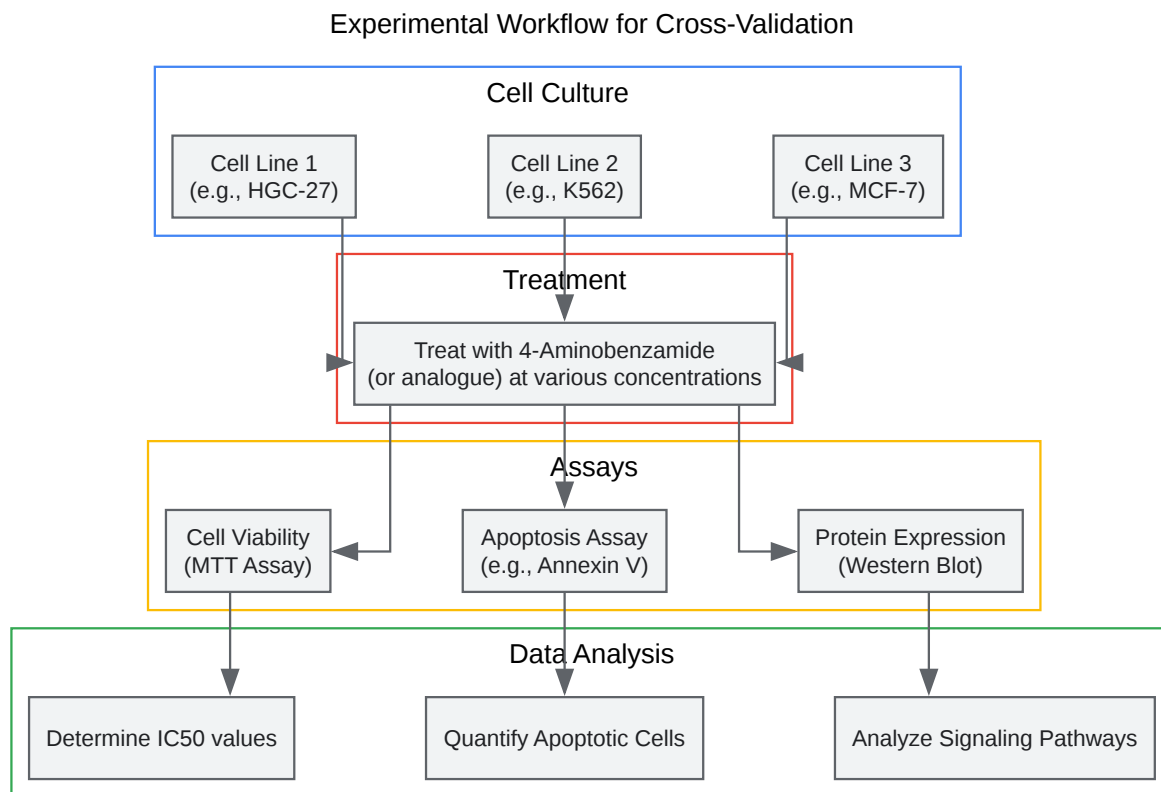 Experimental Workflow for Cross-Validation
Cell Culture
Cell Line 1
(e.g., HGC-27)
Cell Line 2
(e.g., K562)
Cell Line 3
(e.g., MCF-7)
Treatment
Treat with 4-Aminobenzamide
(or analogue) at various concentrations
Assays
Cell Viability
(MTT Assay)
Apoptosis Assay
(e.g., Annexin V)
Protein Expression
(Western Blot)
Data Analysis
Determine IC50 values
Quantify Apoptotic Cells
Analyze Signaling Pathways